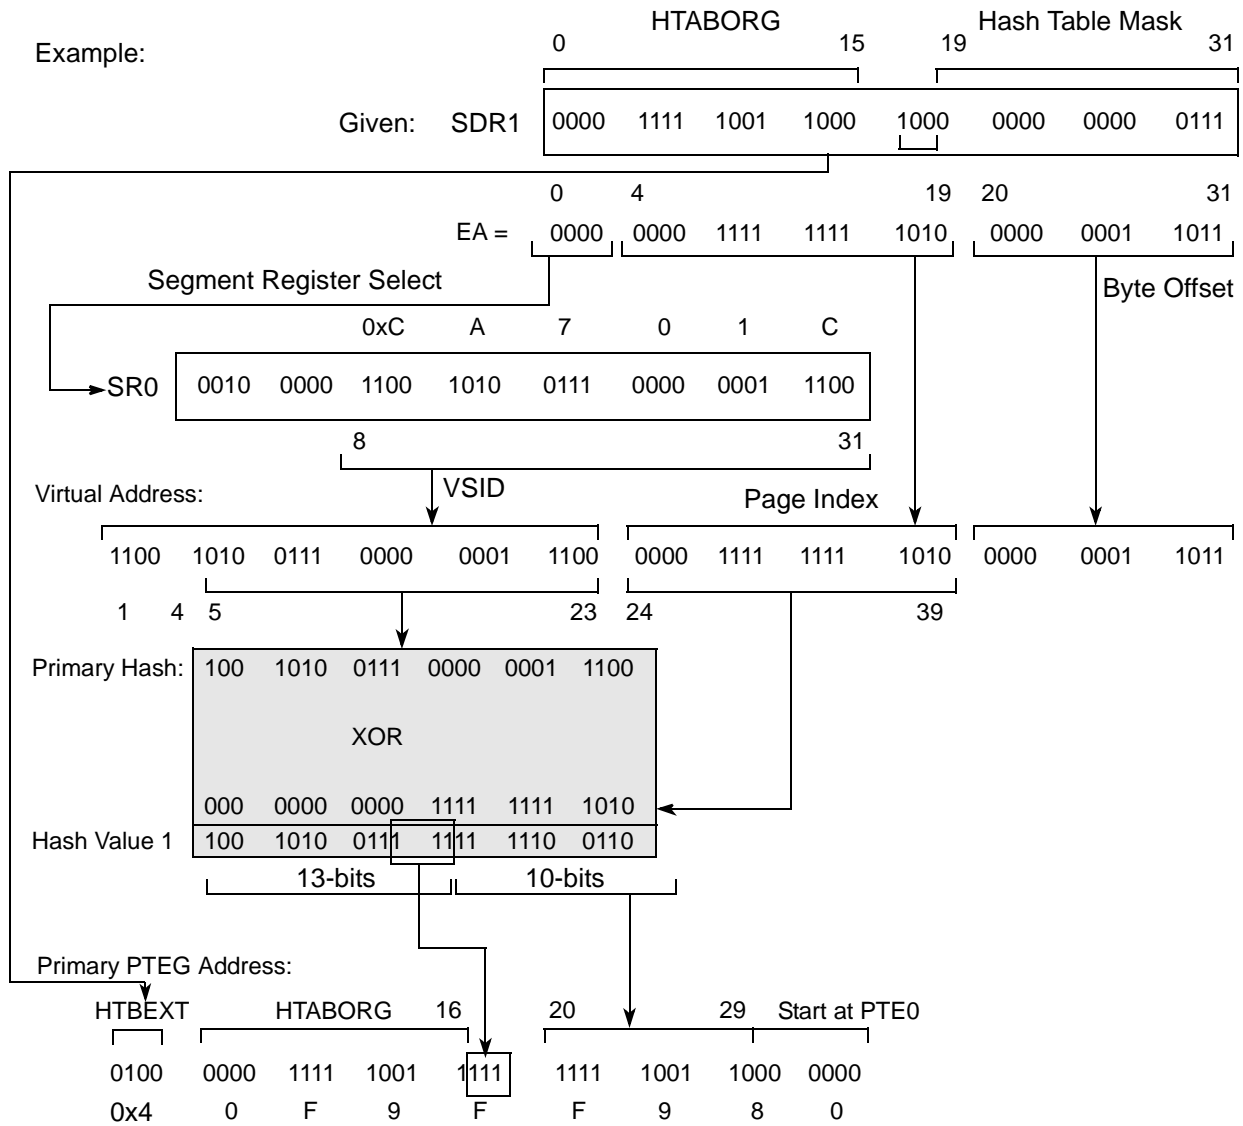 HTABORG Hash Table Mask
Example: 0 15 19 31
Given: SDR1 0000 1111 1001 1000 1000 0000 0000 0111
0 4 19 20 31
EA = 0000 0000 1111 1111 1010 0000 0001 1011
Segment Register Select Byte Offset
0xC A 7 0 1 C
SR0 0010 0000 1100 1010 0111 0000 0001 1100
8 31
Virtual Address: VSID Page Index
1100 1010 0111 0000 0001 1100 0000 1111 1111 1010 0000 0001 1011
1 4 5 23 24 39
Primary Hash: 100 1010 0111 0000 0001 1100
XOR
000 0000 0000 1111 1111 1010
Hash Value 1 100 1010 0111 1111 1110 0110
13-bits 10-bits
Primary PTEG Address:
HTBEXT HTABORG 16 20 29 Start at PTE0
0100 0000 1111 1001 1111 1111 1001 1000 0000
0x4 0 F 9 F F 9 8 0